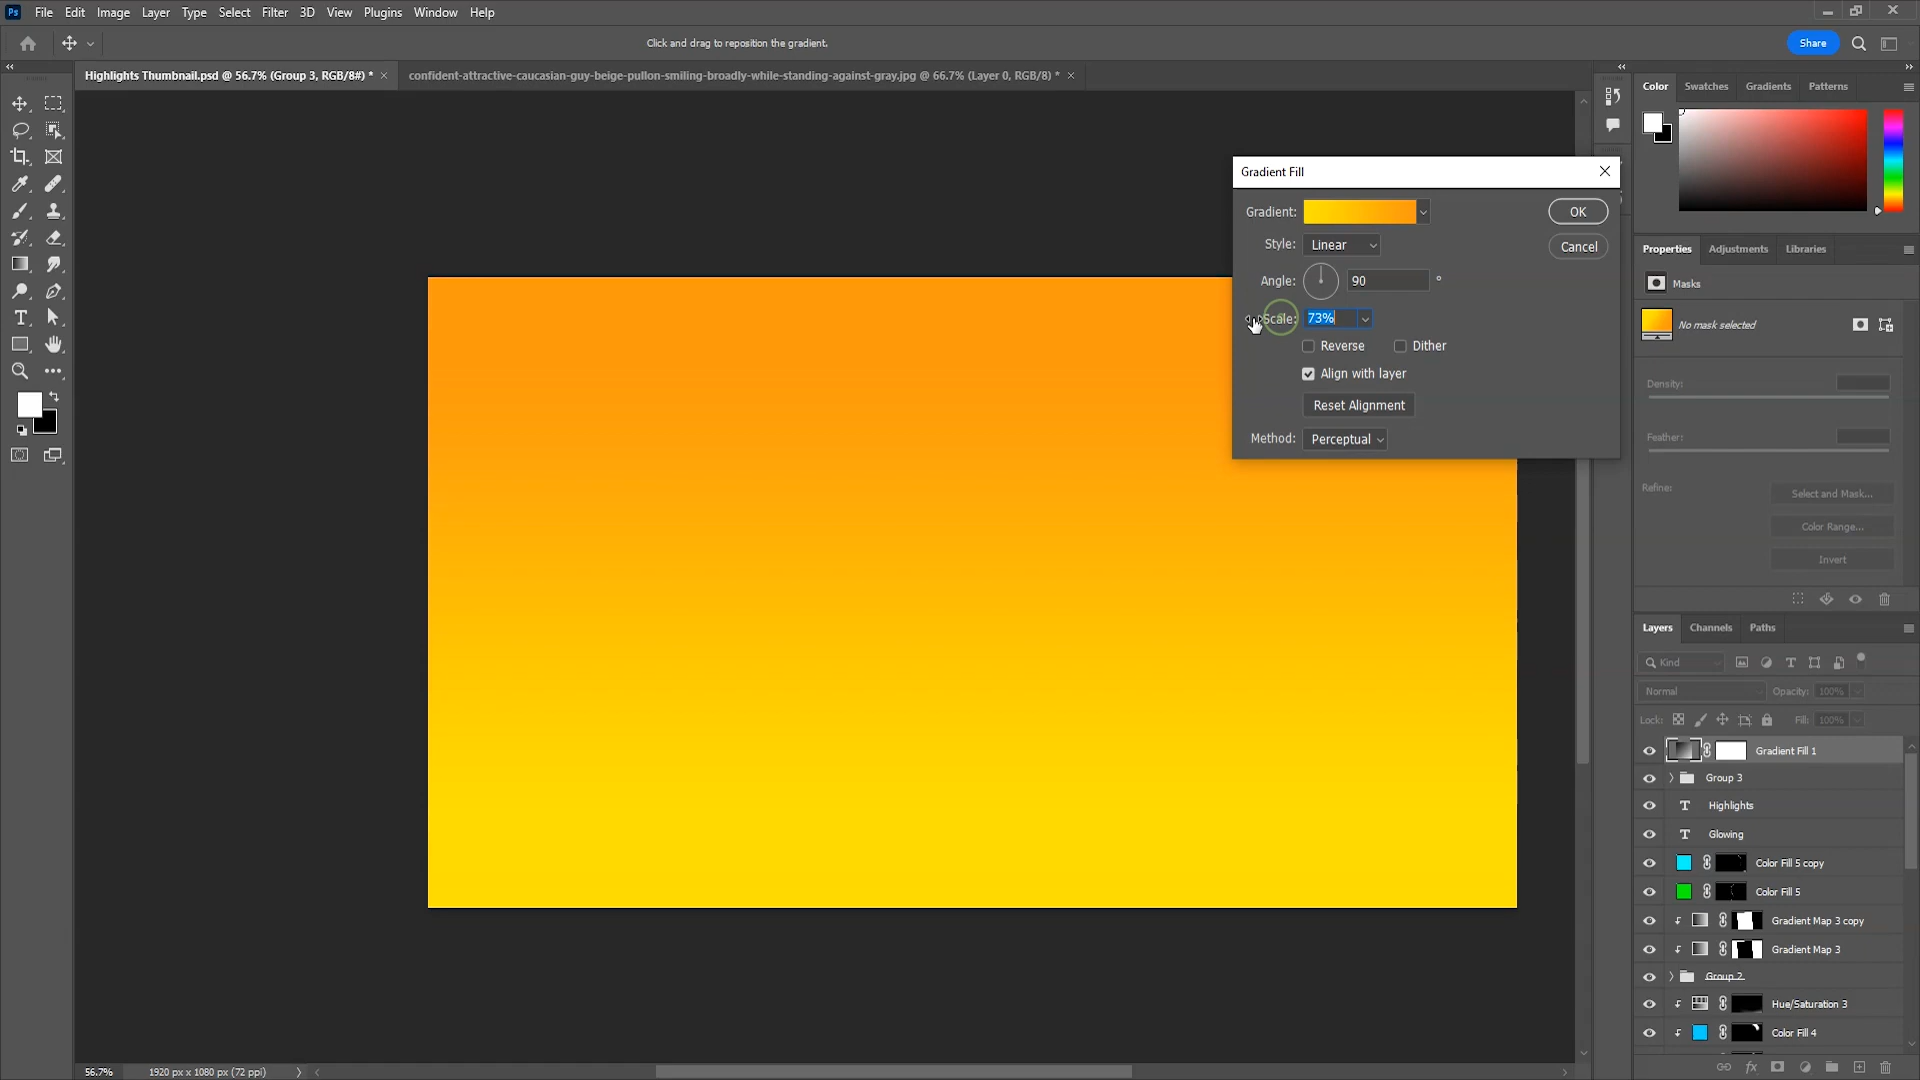 Ps File Edit Image Layer Type Select Filter 3D View Plugins Window Help
Click and drag to reposition the gradient.
Share
Highlights Thumbnail.psd @ 56.7% (Group 3, RGB/8#) * ×
confident-attractive-caucasian-guy-beige-pullon-smiling-broadly-while-standing-against-gray.jpg @ 66.7% (Layer 0, RGB/8) * ×
Color Swatches Gradients Patterns
Gradient Fill
Gradient:
OK
Style: Linear
Cancel
Angle: 90 °
Scale: 73%
Reverse Dither
Align with layer
Reset Alignment
Method: Perceptual
Properties Adjustments Libraries
Masks
No mask selected
Density:
Feather:
Refine: Select and Mask...
Color Range...
Invert
Layers Channels Paths
Kind
Normal Opacity: 100%
Lock: Fill: 100%
Gradient Fill 1
Group 3
Highlights
Glowing
Color Fill 5 copy
Color Fill 5
Gradient Map 3 copy
Gradient Map 3
Group 2
Hue/Saturation 3
Color Fill 4
56.7% 1920 px x 1080 px (72 ppi)